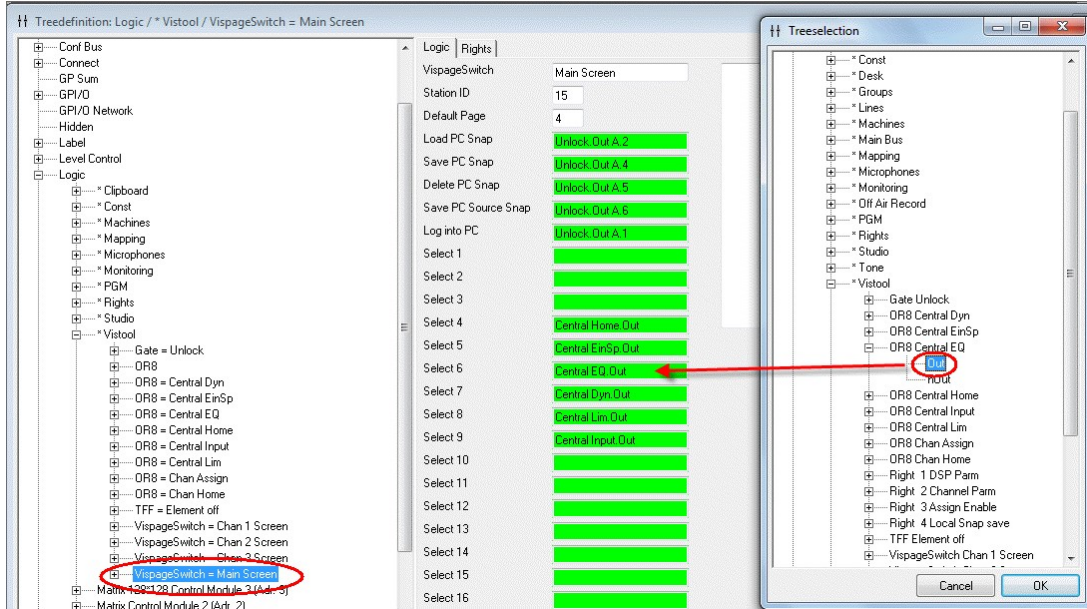 Treedefinition: Logic / * Vistool / VispageSwitch = Main Screen
Conf Bus
Connect
GP Sum
GPI/O
GPI/O Network
Hidden
Label
Level Control
Logic
* Clipboard
* Const
* Machines
* Mapping
* Microphones
* Monitoring
* PGM
* Rights
* Studio
* Vistool
Gate = Unlock
OR8
OR8 = Central Dyn
OR8 = Central EinSp
OR8 = Central EQ
OR8 = Central Home
OR8 = Central Input
OR8 = Central Lim
OR8 = Chan Assign
OR8 = Chan Home
TFF = Element off
VispageSwitch = Chan 1 Screen
VispageSwitch = Chan 2 Screen
VispageSwitch = Chan 3 Screen
VispageSwitch = Main Screen
Matrix 128*128 Control Module 3 (Adr. 3)
Matrix Control Module 2 (Adr. 2)
Logic Rights
VispageSwitch Main Screen
Station ID 15
Default Page 4
Load PC Snap Unlock.Out A.2
Save PC Snap Unlock.Out A.4
Delete PC Snap Unlock.Out A.5
Save PC Source Snap Unlock.Out A.6
Log into PC Unlock.Out A.1
Select 1
Select 2
Select 3
Select 4 Central Home.Out
Select 5 Central EinSp.Out
Select 6 Central EQ.Out
Select 7 Central Dyn.Out
Select 8 Central Lim.Out
Select 9 Central Input.Out
Select 10
Select 11
Select 12
Select 13
Select 14
Select 15
Select 16
Treeselection
* Const
* Desk
* Groups
* Lines
* Machines
* Main Bus
* Mapping
* Microphones
* Monitoring
* Off Air Record
* PGM
* Rights
* Studio
* Tone
* Vistool
Gate Unlock
OR8 Central Dyn
OR8 Central EinSp
OR8 Central EQ
Out
nOut
OR8 Central Home
OR8 Central Input
OR8 Central Lim
OR8 Chan Assign
OR8 Chan Home
Right 1 DSP Parm
Right 2 Channel Parm
Right 3 Assign Enable
Right 4 Local Snap save
TFF Element off
VispageSwitch Chan 1 Screen
Cancel OK